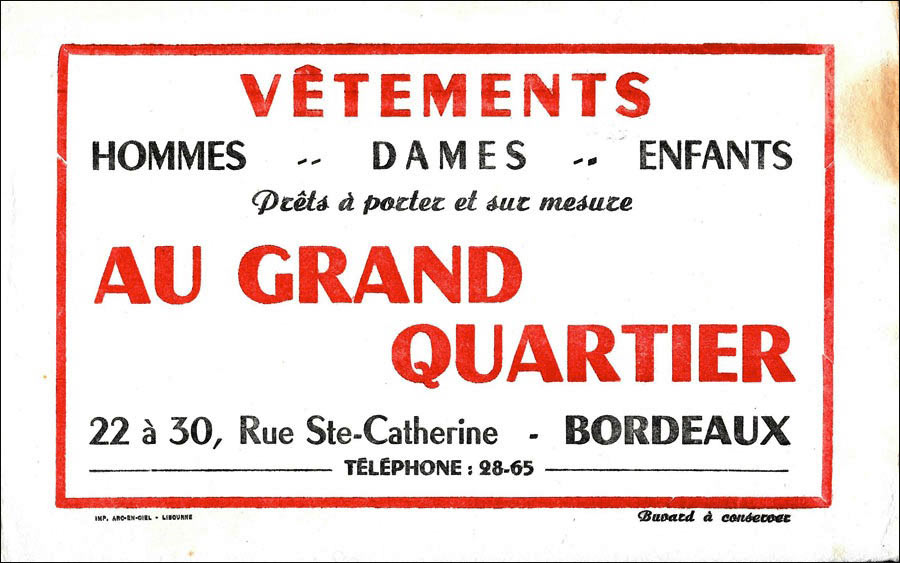 VÊTEMENTS
HOMMES -- DAMES -- ENFANTS
Prêts à porter et sur mesure
AU GRAND
QUARTIER
22 à 30, Rue Ste-Catherine - BORDEAUX
TÉLÉPHONE : 28-65
IMP. ARC-EN-CIEL - LIBOURNE
Buvard à conserver